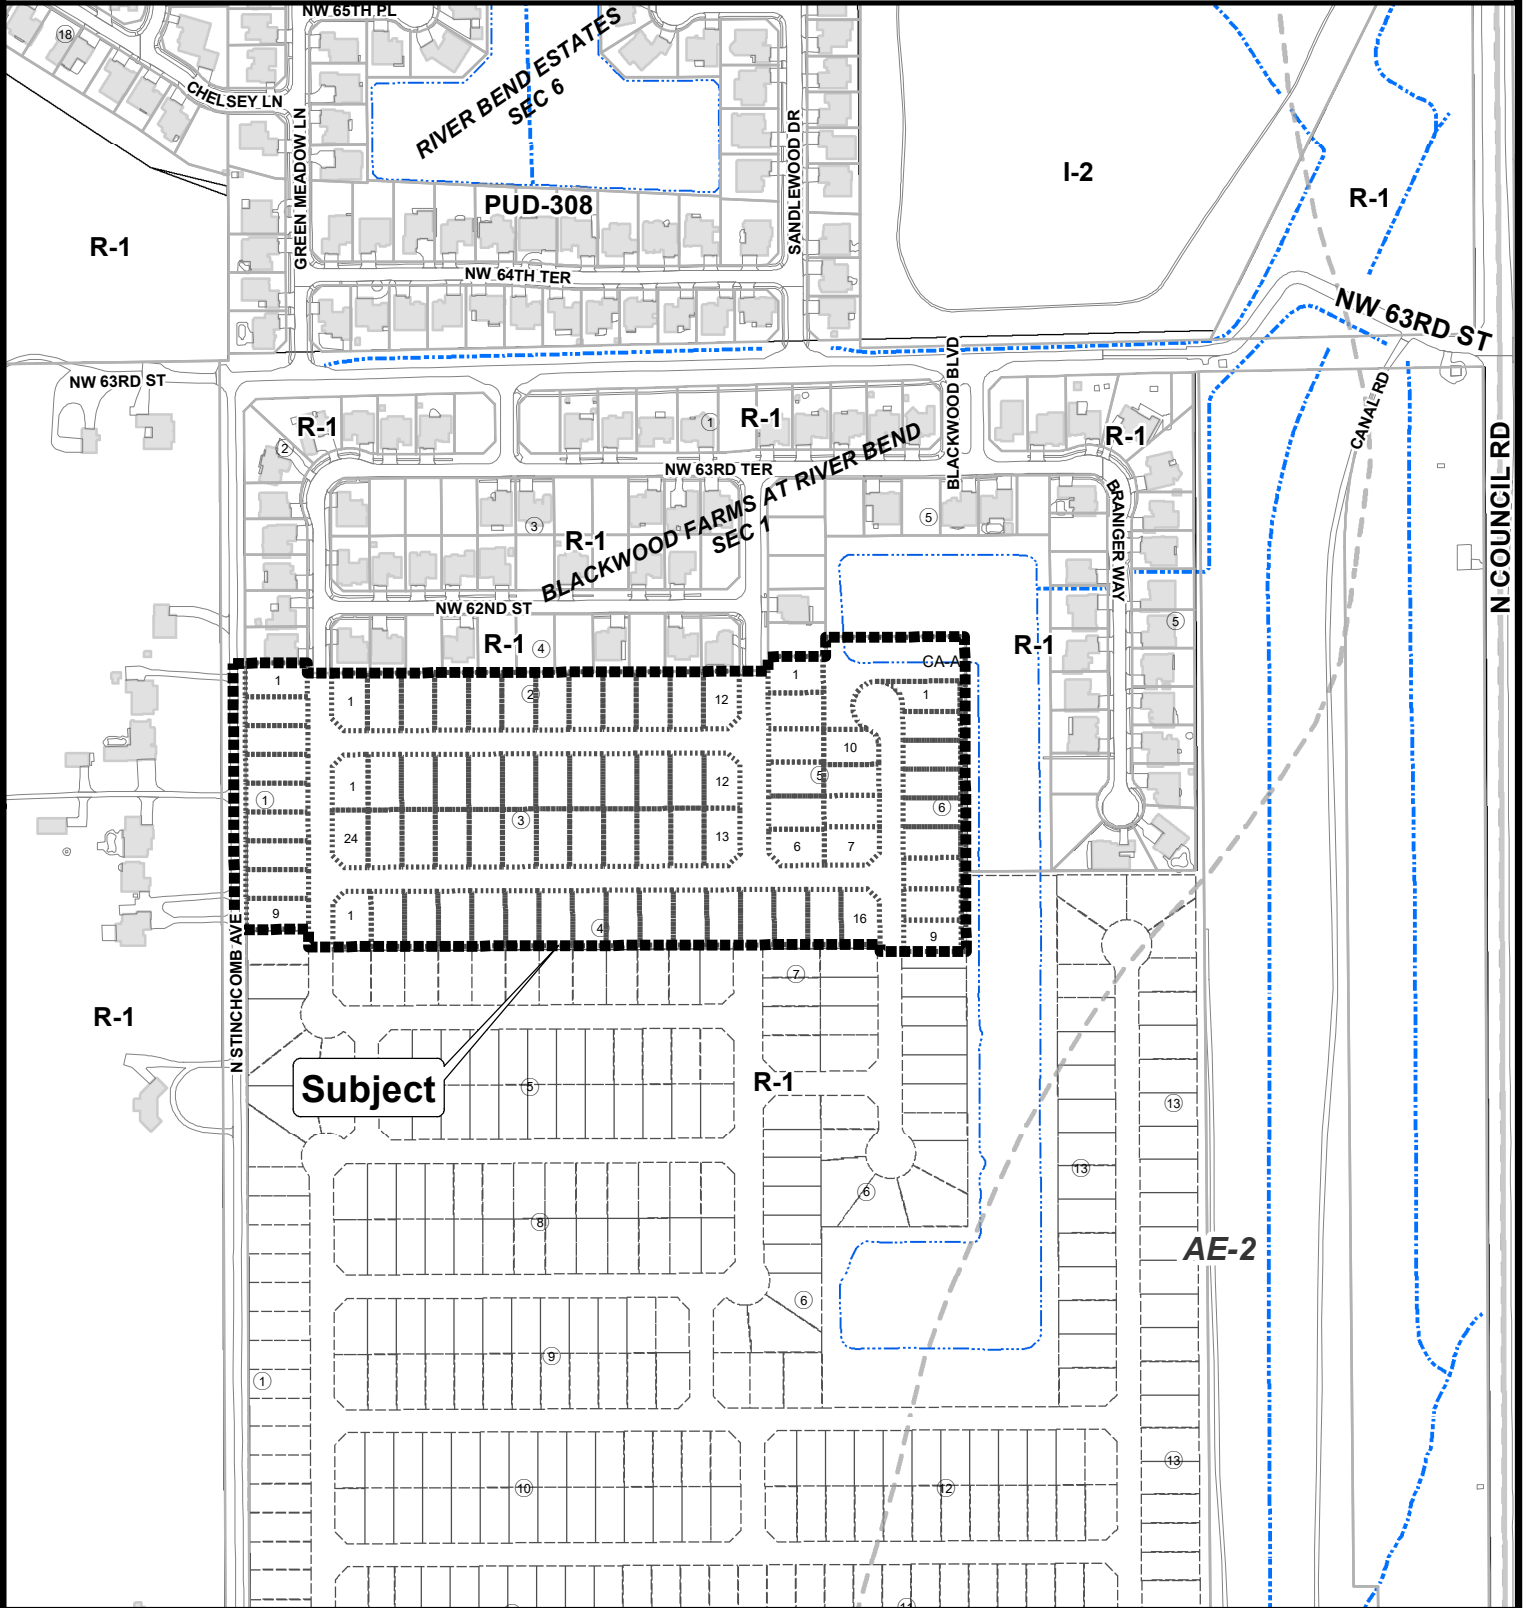 NW 65TH PL
18
CHELSEY LN
GREEN MEADOW LN
RIVER BEND ESTATES
SEC 6
SANDLEWOOD DR
I-2
R-1
PUD-308
R-1
NW 64TH TER
NW 63RD ST
NW 63RD ST
BLACKWOOD BLVD
CANAL RD
N COUNCIL RD
R-1
2
1
R-1
R-1
NW 63RD TER
BLACKWOOD FARMS AT RIVER BEND
SEC 1
BRANIGER WAY
3
R-1
5
NW 62ND ST
R-1
4
R-1
5
CA-A
1
1
2
12
1
1
10
1
12
5
1
3
6
24
13
6
7
9
1
4
16
9
N STINCHCOMB AVE
7
R-1
Subject
5
R-1
13
13
6
8
AE-2
6
9
1
10
12
13
11